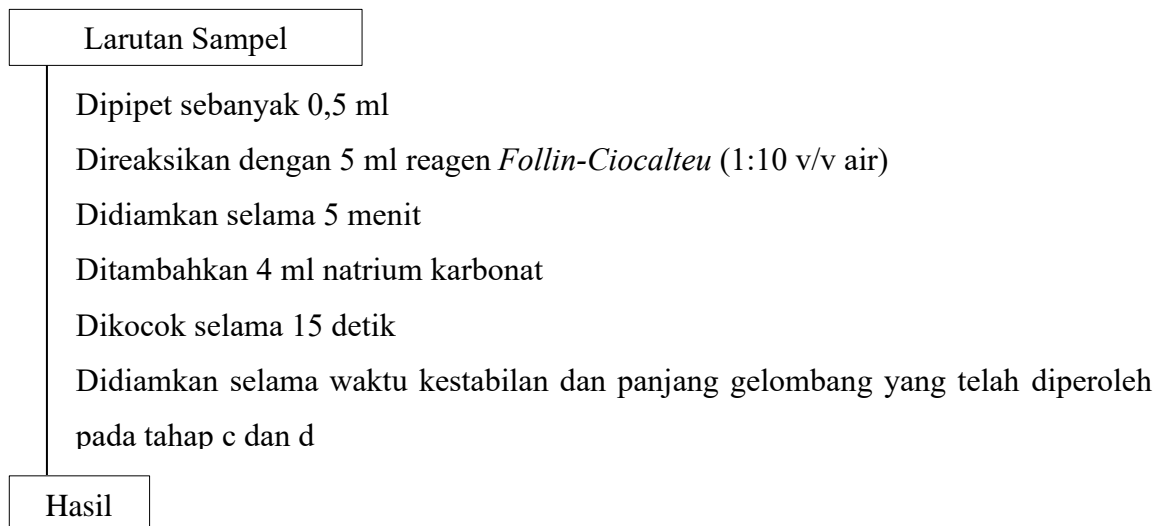 Larutan Sampel
Dipipet sebanyak 0,5 ml
Direaksikan dengan 5 ml reagen Follin-Ciocalteu (1:10 v/v air)
Didiamkan selama 5 menit
Ditambahkan 4 ml natrium karbonat
Dikocok selama 15 detik
Didiamkan selama waktu kestabilan dan panjang gelombang yang telah diperoleh
pada tahap c dan d
Hasil